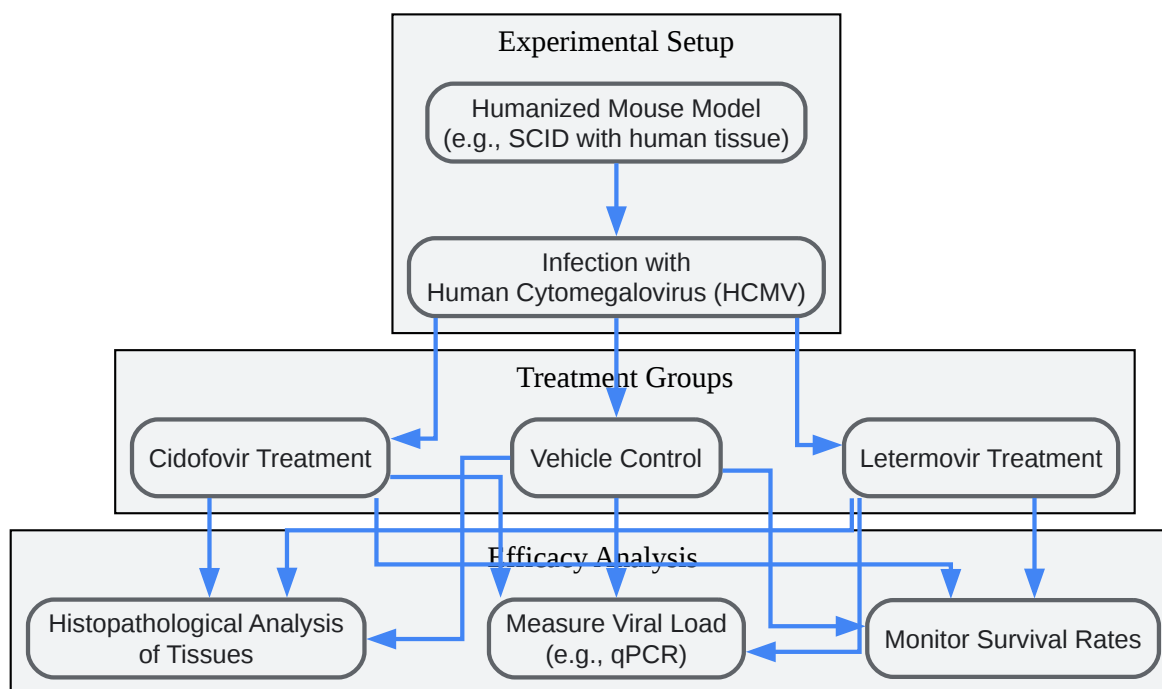 Experimental Setup
Humanized Mouse Model
(e.g., SCID with human tissue)
Infection with
Human Cytomegalovirus (HCMV)
Treatment Groups
Cidofovir Treatment
Vehicle Control
Letermovir Treatment
Efficacy Analysis
Histopathological Analysis
of Tissues
Measure Viral Load
(e.g., qPCR)
Monitor Survival Rates